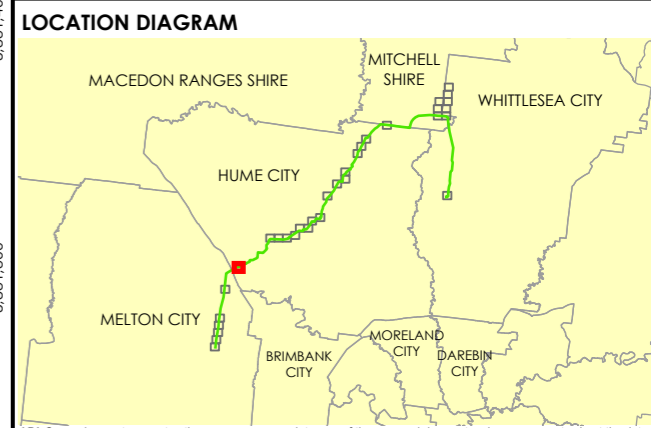 LOCATION DIAGRAM
MITCHELL
SHIRE
MACEDON RANGES SHIRE
WHITTLESEA CITY
HUME CITY
MELTON CITY
MORELAND
CITY
BRIMBANK
CITY
DAREBIN
CITY